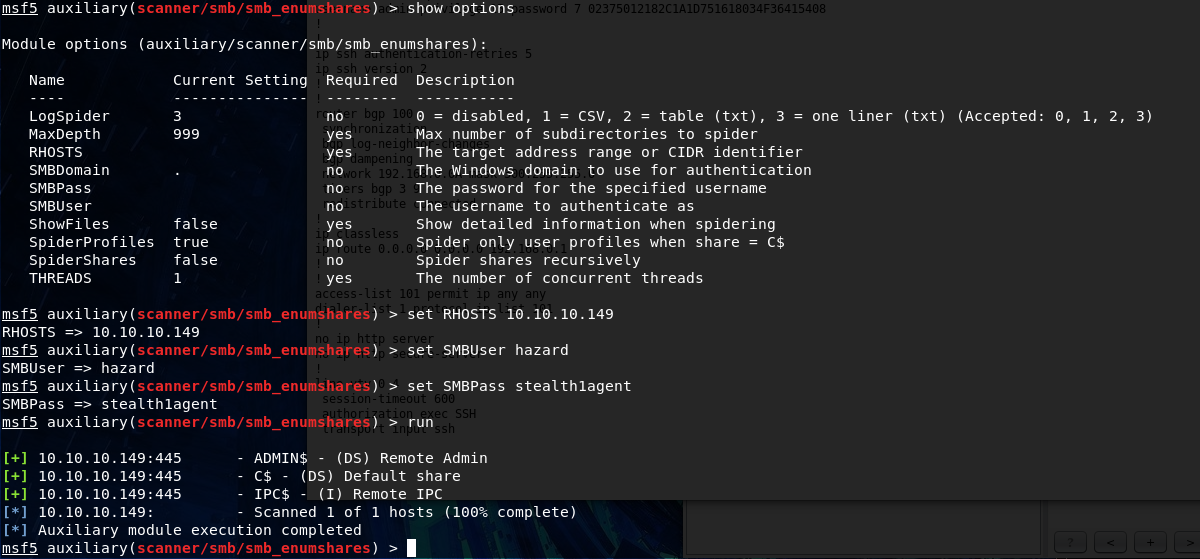 msf5 auxiliary(scanner/smb/smb_enumshares) > show options
password 7 02375012182C1A1D751618034F36415408
!
!
Module options (auxiliary/scanner/smb/smb_enumshares):
ip ssh authentication-retries 5
ip ssh version 2
!
Name Current Setting Required Description
---- --------------- -------- -----------
!
LogSpider 3 no 0 = disabled, 1 = CSV, 2 = table (txt), 3 = one liner (txt) (Accepted: 0, 1, 2, 3)
router bgp 100
synchronization
MaxDepth 999 yes Max number of subdirectories to spider
bgp log-neighbor-changes
RHOSTS yes The target address range or CIDR identifier
bgp dampening
SMBDomain . no The Windows domain to use for authentication
network
SMBPass no The password for the specified username
timers bgp 3
SMBUser no The username to authenticate as
redistribute
!
ShowFiles false yes Show detailed information when spidering
ip classless
SpiderProfiles true no Spider only user profiles when share = C$
ip route
SpiderShares false no Spider shares recursively
!
THREADS 1 yes The number of concurrent threads
!
access-list 101 permit ip any any
dialer-list 1 protocol ip list 101
msf5 auxiliary(scanner/smb/smb_enumshares) > set RHOSTS 10.10.10.149
!
RHOSTS => 10.10.10.149
no ip http server
msf5 auxiliary(scanner/smb/smb_enumshares) > set SMBUser hazard
SMBUser => hazard
!
msf5 auxiliary(scanner/smb/smb_enumshares) > set SMBPass stealth1agent
SMBPass => stealth1agent
session-timeout 600
authorization exec SSH
msf5 auxiliary(scanner/smb/smb_enumshares) > run
transport input ssh
[+] 10.10.10.149:445 - ADMIN$ - (DS) Remote Admin
[+] 10.10.10.149:445 - C$ - (DS) Default share
[+] 10.10.10.149:445 - IPC$ - (I) Remote IPC
[*] 10.10.10.149: - Scanned 1 of 1 hosts (100% complete)
[*] Auxiliary module execution completed
msf5 auxiliary(scanner/smb/smb_enumshares) >
? < + >